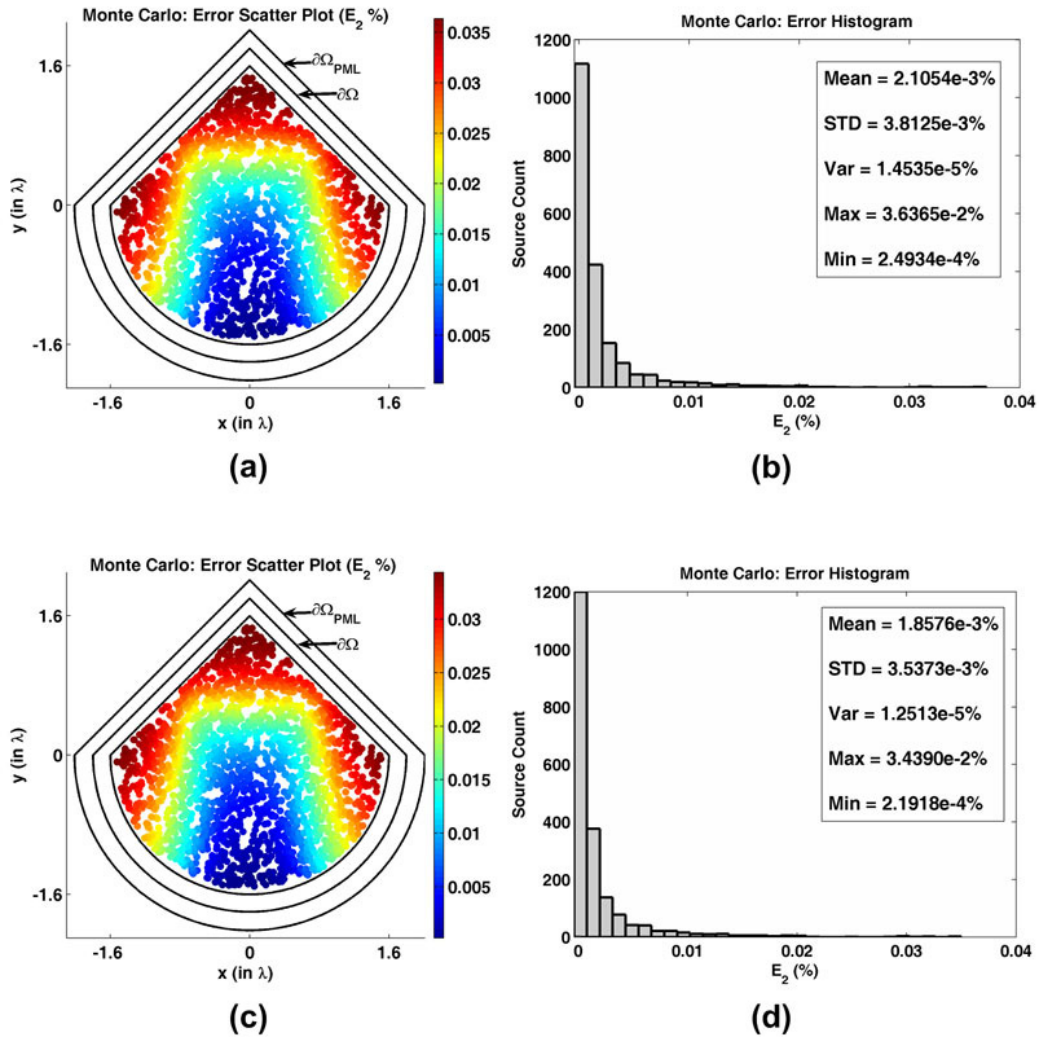 Monte Carlo: Error Scatter Plot (E₂ %)
∂Ω_PML
∂Ω
1.6
0
-1.6
y (in λ)
-1.6 0 1.6
x (in λ)
0.035
0.03
0.025
0.02
0.015
0.01
0.005
(a)
Monte Carlo: Error Histogram
1200
1000
800
600
400
200
0
Source Count
Mean = 2.1054e-3%
STD = 3.8125e-3%
Var = 1.4535e-5%
Max = 3.6365e-2%
Min = 2.4934e-4%
0 0.01 0.02 0.03 0.04
E₂ (%)
(b)
Monte Carlo: Error Scatter Plot (E₂ %)
∂Ω_PML
∂Ω
1.6
0
-1.6
y (in λ)
-1.6 0 1.6
x (in λ)
0.03
0.025
0.02
0.015
0.01
0.005
(c)
Monte Carlo: Error Histogram
1200
1000
800
600
400
200
0
Source Count
Mean = 1.8576e-3%
STD = 3.5373e-3%
Var = 1.2513e-5%
Max = 3.4390e-2%
Min = 2.1918e-4%
0 0.01 0.02 0.03 0.04
E₂ (%)
(d)